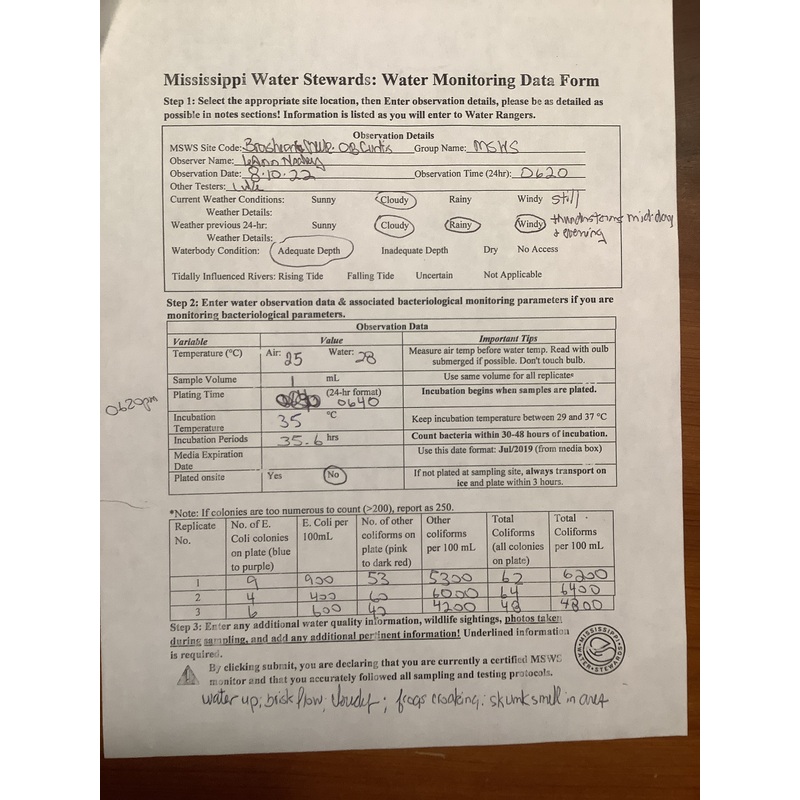 Mississippi Water Stewards: Water Monitoring Data Form
Step 1: Select the appropriate site location, then Enter observation details, please be as detailed as
possible in notes sections! Information is listed as you will enter to Water Rangers.
Observation Details
MSWS Site Code: OB Curtis Group Name: MSWS
Observer Name: LeAnn
Observation Date: 8.10.22 Observation Time (24hr): 0620
Other Testers:
Current Weather Conditions: Sunny Cloudy Rainy Windy still
Weather Details:
Weather previous 24-hr: Sunny Cloudy Rainy Windy thunderstorms mid-day
Weather Details: + evening
Waterbody Condition: Adequate Depth Inadequate Depth Dry No Access
Tidally Influenced Rivers: Rising Tide Falling Tide Uncertain Not Applicable
Step 2: Enter water observation data & associated bacteriological monitoring parameters if you are
monitoring bacteriological parameters.
Observation Data
Variable Value Important Tips
Temperature (°C) Air: 25 Water: 28 Measure air temp before water temp. Read with bulb
submerged if possible. Don't touch bulb.
Sample Volume 1 mL Use same volume for all replicates
Plating Time (24-hr format) 0640 Incubation begins when samples are plated.
0620pm
Incubation
Temperature 35 °C Keep incubation temperature between 29 and 37 °C
Incubation Periods 35.6 hrs Count bacteria within 30-48 hours of incubation.
Media Expiration
Date Use this date format: Jul/2019 (from media box)
Plated onsite Yes No If not plated at sampling site, always transport on
ice and plate within 3 hours.
*Note: If colonies are too numerous to count (>200), report as 250.
Replicate No. of E. E. Coli per No. of other Other Total Total
No. Coli colonies 100mL coliforms on coliforms Coliforms Coliforms
on plate (blue plate (pink per 100 mL (all colonies per 100 mL
to purple) to dark red) on plate)
1 9 900 53 5300 62 6200
2 4 400 60 6000 64 6400
3 6 600 42 4200 48 4800
Step 3: Enter any additional water quality information, wildlife sightings, photos taken
during sampling, and add any additional pertinent information! Underlined information
is required.
By clicking submit, you are declaring that you are currently a certified MSWS
monitor and that you accurately followed all sampling and testing protocols.
MISSISSIPPI WATER STEWARDS
water up; brisk flow, cloudy; frogs croaking; skunk smell in area